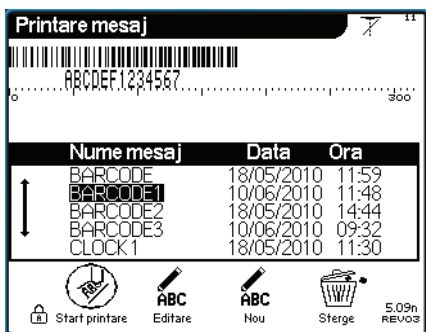 Printare mesaj
11
ABCDEF1234567
0 300
Nume mesaj Data Ora
BARCODE 18/05/2010 11:59
BARCODE1 10/06/2010 11:48
BARCODE2 18/05/2010 14:44
BARCODE3 10/06/2010 09:32
CLOCK1 18/05/2010 11:30
ABC ABC ABC
Start printare Editare Nou Sterge
5.09n
REV03